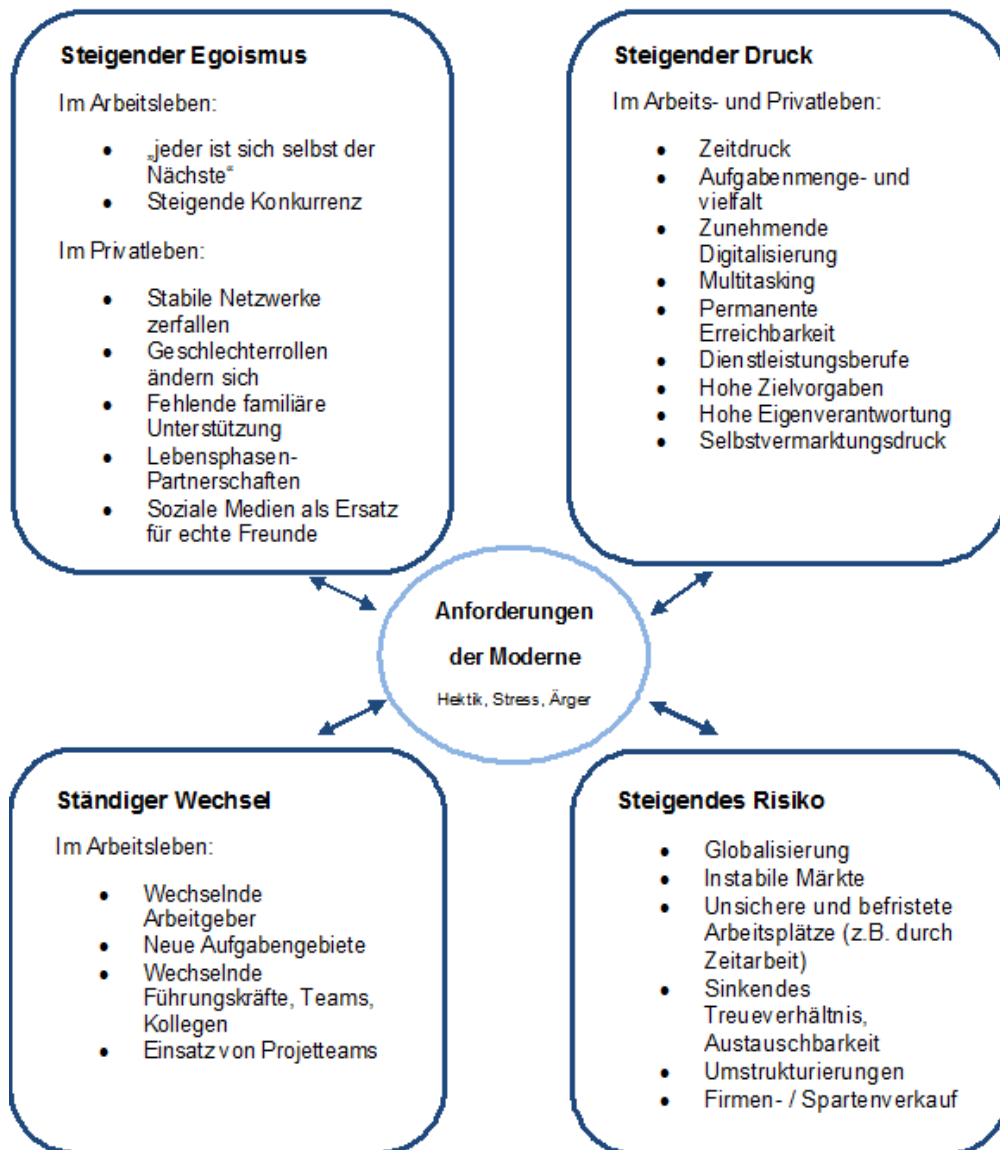 Steigender Egoismus
Im Arbeitsleben:
• „jeder ist sich selbst der
Nächste“
• Steigende Konkurrenz
Im Privatleben:
• Stabile Netzwerke
zerfallen
• Geschlechterrollen
ändern sich
• Fehlende familiäre
Unterstützung
• Lebensphasen-
Partnerschaften
• Soziale Medien als Ersatz
für echte Freunde
Steigender Druck
Im Arbeits- und Privatleben:
• Zeitdruck
• Aufgabenmenge- und
vielfalt
• Zunehmende
Digitalisierung
• Multitasking
• Permanente
Erreichbarkeit
• Dienstleistungsberufe
• Hohe Zielvorgaben
• Hohe Eigenverantwortung
• Selbstvermarktungsdruck
Anforderungen
der Moderne
Hektik, Stress, Ärger
Ständiger Wechsel
Im Arbeitsleben:
• Wechselnde
Arbeitgeber
• Neue Aufgabengebiete
• Wechselnde
Führungskräfte, Teams,
Kollegen
• Einsatz von Projetteams
Steigendes Risiko
• Globalisierung
• Instabile Märkte
• Unsichere und befristete
Arbeitsplätze (z.B. durch
Zeitarbeit)
• Sinkendes
Treueverhältnis,
Austauschbarkeit
• Umstrukturierungen
• Firmen- / Spartenverkauf